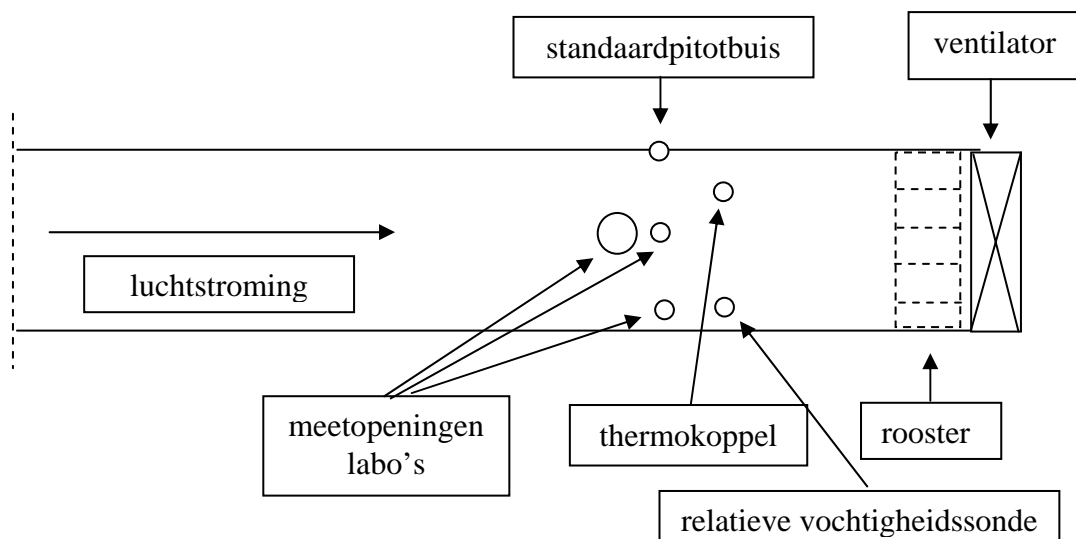 standaardpitotbuis
ventilator
luchtstroming
meetopeningen
labo's
thermokoppel
rooster
relatieve vochtigheidssonde